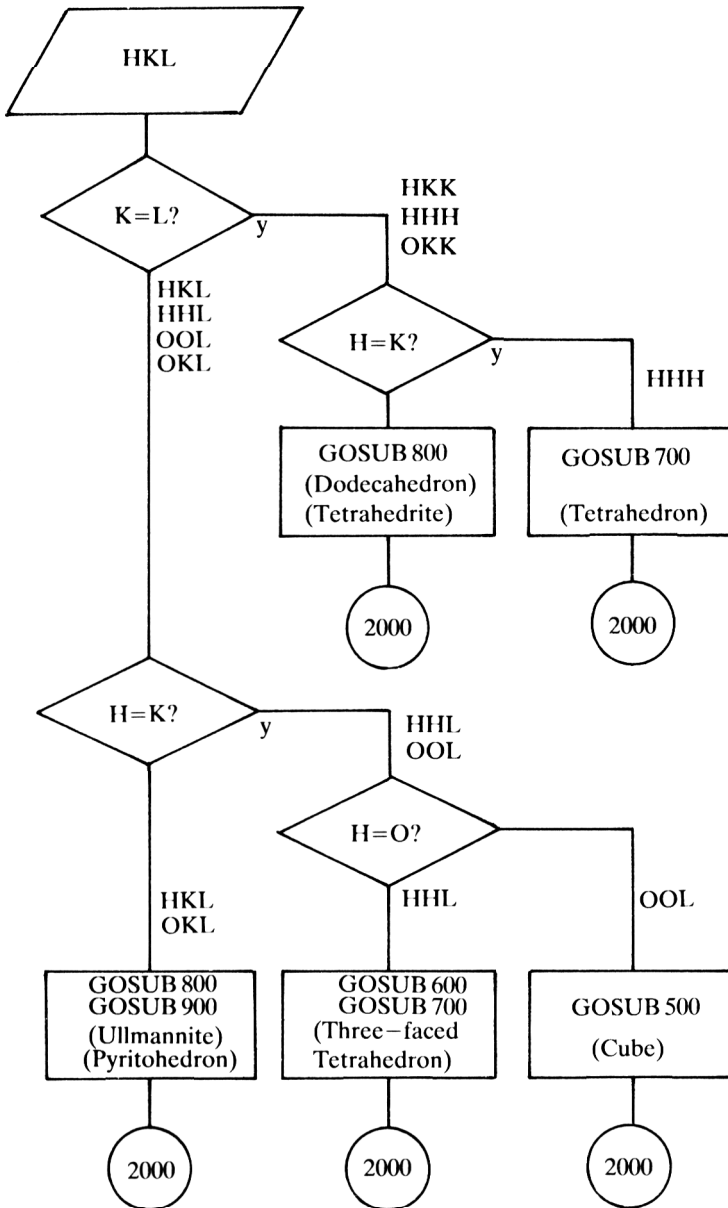 HKL
K=L?
y
HKK
HHH
OKK
HKL
HHL
OOL
OKL
H=K?
y
HHH
GOSUB 800
(Dodecahedron)
(Tetrahedrite)
GOSUB 700
(Tetrahedron)
2000
2000
H=K?
y
HHL
OOL
H=O?
HKL
OKL
HHL
OOL
GOSUB 800
GOSUB 900
(Ullmannite)
(Pyritohedron)
GOSUB 600
GOSUB 700
(Three-faced
Tetrahedron)
GOSUB 500
(Cube)
2000
2000
2000